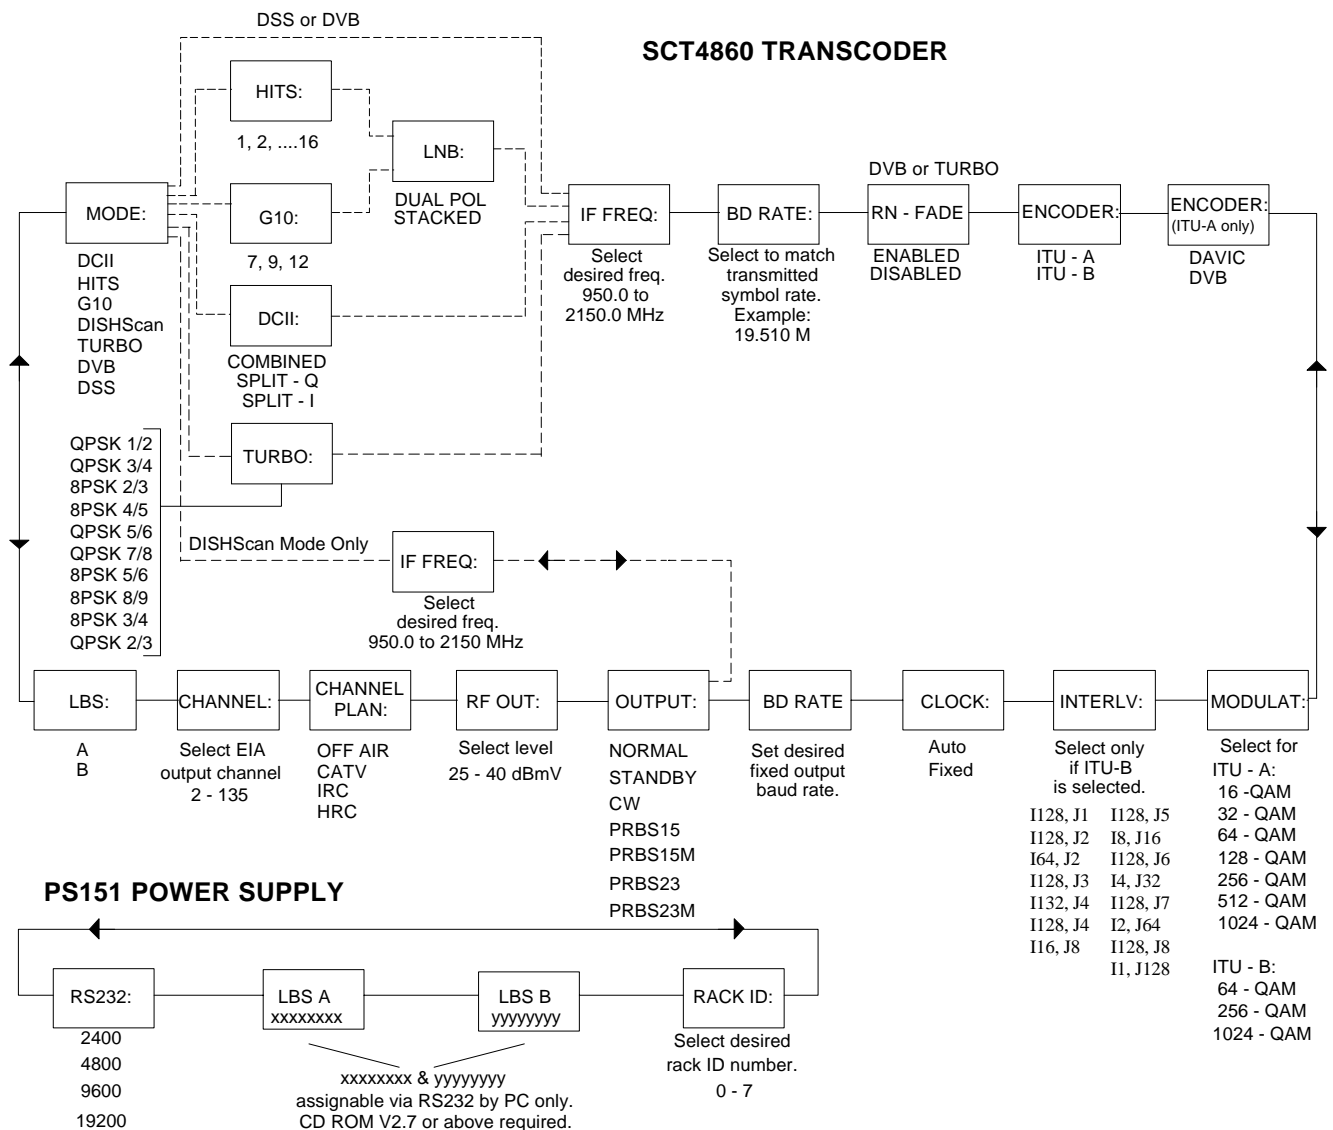 DSS or DVB
SCT4860 TRANSCODER
HITS:
1, 2, ....16
LNB:
DUAL POL
STACKED
MODE:
DCII
HITS
G10
DISHScan
TURBO
DVB
DSS
G10:
7, 9, 12
DCII:
COMBINED
SPLIT - Q
SPLIT - I
TURBO:
QPSK 1/2
QPSK 3/4
8PSK 2/3
8PSK 4/5
QPSK 5/6
QPSK 7/8
8PSK 5/6
8PSK 8/9
8PSK 3/4
QPSK 2/3
IF FREQ:
Select
desired freq.
950.0 to
2150.0 MHz
BD RATE:
Select to match
transmitted
symbol rate.
Example:
19.510 M
DVB or TURBO
RN - FADE
ENABLED
DISABLED
ENCODER:
ITU - A
ITU - B
ENCODER:
(ITU-A only)
DAVIC
DVB
DISHScan Mode Only
IF FREQ:
Select
desired freq.
950.0 to 2150 MHz
LBS:
A
B
CHANNEL:
Select EIA
output channel
2 - 135
CHANNEL
PLAN:
OFF AIR
CATV
IRC
HRC
RF OUT:
Select level
25 - 40 dBmV
OUTPUT:
NORMAL
STANDBY
CW
PRBS15
PRBS15M
PRBS23
PRBS23M
BD RATE
Set desired
fixed output
baud rate.
CLOCK:
Auto
Fixed
INTERLV:
Select only
if ITU-B
is selected.
I128, J1 I128, J5
I128, J2 I8, J16
I64, J2 I128, J6
I128, J3 I4, J32
I132, J4 I128, J7
I128, J4 I2, J64
I16, J8 I128, J8
I1, J128
MODULAT:
Select for
ITU - A:
16 -QAM
32 - QAM
64 - QAM
128 - QAM
256 - QAM
512 - QAM
1024 - QAM
ITU - B:
64 - QAM
256 - QAM
1024 - QAM
PS151 POWER SUPPLY
RS232:
2400
4800
9600
19200
LBS A
xxxxxxxx
LBS B
yyyyyyyy
xxxxxxxx & yyyyyyyy
assignable via RS232 by PC only.
CD ROM V2.7 or above required.
RACK ID:
Select desired
rack ID number.
0 - 7